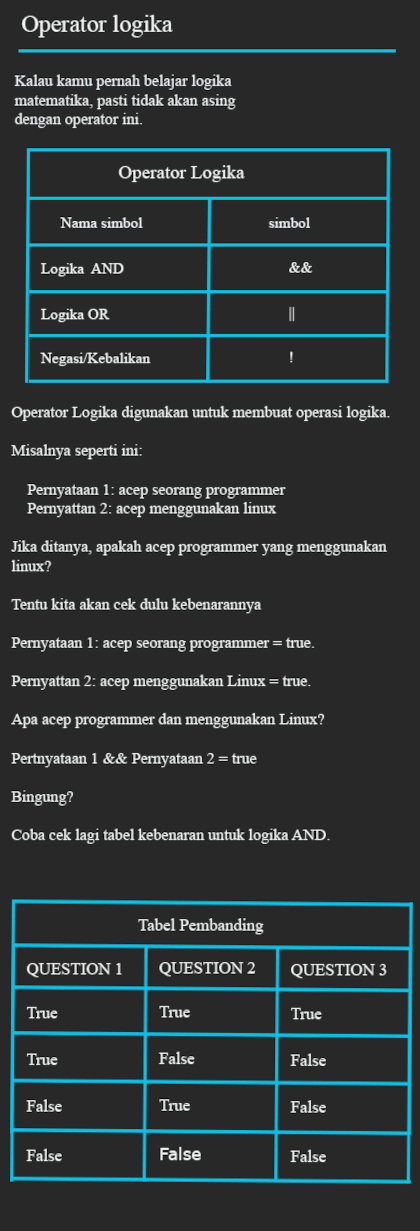 Operator logika
Kalau kamu pernah belajar logika
matematika, pasti tidak akan asing
dengan operator ini.
Operator Logika
Nama simbol simbol
Logika AND &&
Logika OR ||
Negasi/Kebalikan !
Operator Logika digunakan untuk membuat operasi logika.
Misalnya seperti ini:
Pernyataan 1: acep seorang programmer
Pernyattan 2: acep menggunakan linux
Jika ditanya, apakah acep programmer yang menggunakan
linux?
Tentu kita akan cek dulu kebenarannya
Pernyataan 1: acep seorang programmer = true.
Pernyattan 2: acep menggunakan Linux = true.
Apa acep programmer dan menggunakan Linux?
Pertnyataan 1 && Pernyataan 2 = true
Bingung?
Coba cek lagi tabel kebenaran untuk logika AND.
Tabel Pembanding
QUESTION 1 QUESTION 2 QUESTION 3
True True True
True False False
False True False
False False False